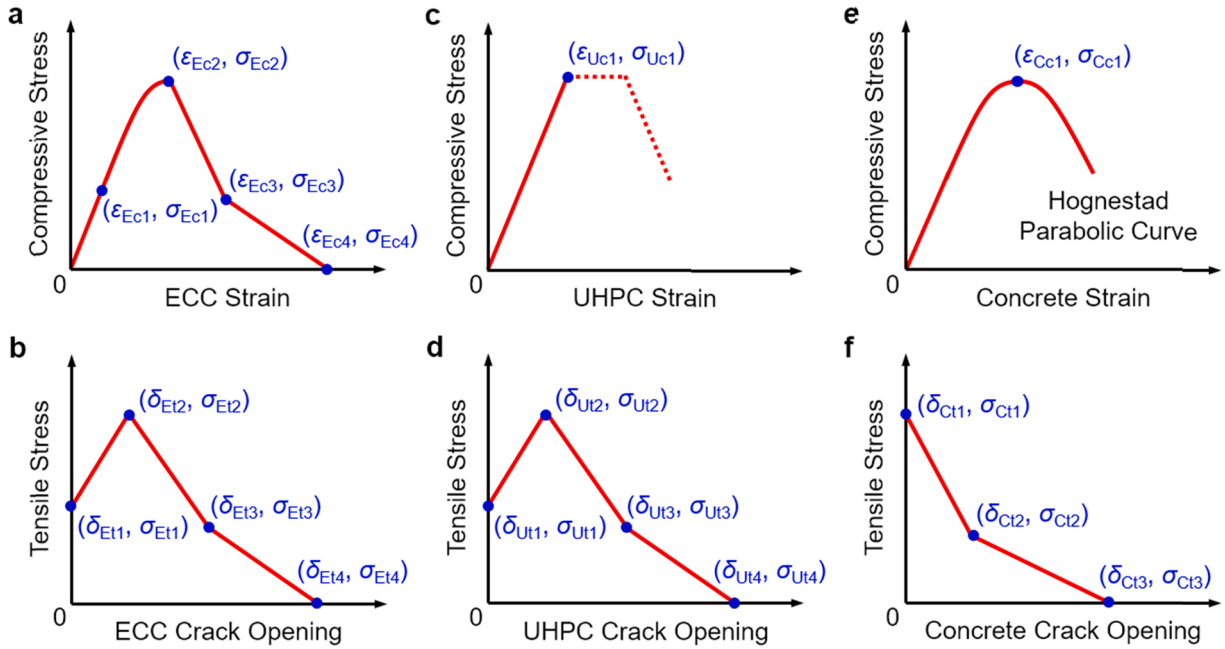 a
Compressive Stress
(εEc2, σEc2)
(εEc1, σEc1)
(εEc3, σEc3)
(εEc4, σEc4)
0
ECC Strain
c
Compressive Stress
(εUc1, σUc1)
0
UHPC Strain
e
Compressive Stress
(εCc1, σCc1)
Hognestad
Parabolic Curve
0
Concrete Strain
b
Tensile Stress
(δEt2, σEt2)
(δEt1, σEt1)
(δEt3, σEt3)
(δEt4, σEt4)
0
ECC Crack Opening
d
Tensile Stress
(δUt2, σUt2)
(δUt1, σUt1)
(δUt3, σUt3)
(δUt4, σUt4)
0
UHPC Crack Opening
f
Tensile Stress
(δCt1, σCt1)
(δCt2, σCt2)
(δCt3, σCt3)
0
Concrete Crack Opening